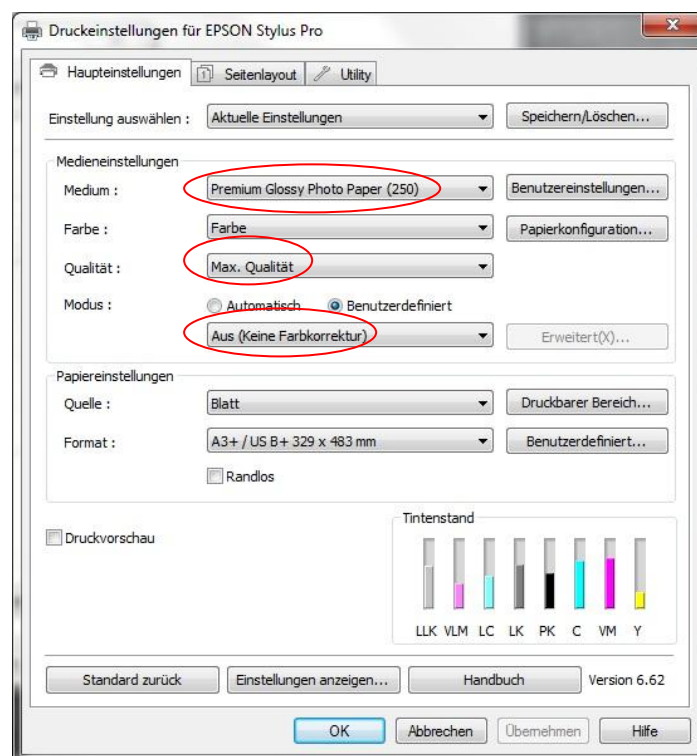 Druckeinstellungen für EPSON Stylus Pro
Haupteinstellungen Seitenlayout Utility
Einstellung auswählen : Aktuelle Einstellungen Speichern/Löschen...
Medieneinstellungen
Medium : Premium Glossy Photo Paper (250) Benutzereinstellungen...
Farbe : Farbe Papierkonfiguration...
Qualität : Max. Qualität
Modus : Automatisch Benutzerdefiniert
Aus (Keine Farbkorrektur) Erweitert(X)...
Papiereinstellungen
Quelle : Blatt Druckbarer Bereich...
Format : A3+ / US B+ 329 x 483 mm Benutzerdefiniert...
Randlos
Druckvorschau
Tintenstand
LLK VLM LC LK PK C VM Y
Standard zurück Einstellungen anzeigen... Handbuch Version 6.62
OK Abbrechen Übernehmen Hilfe